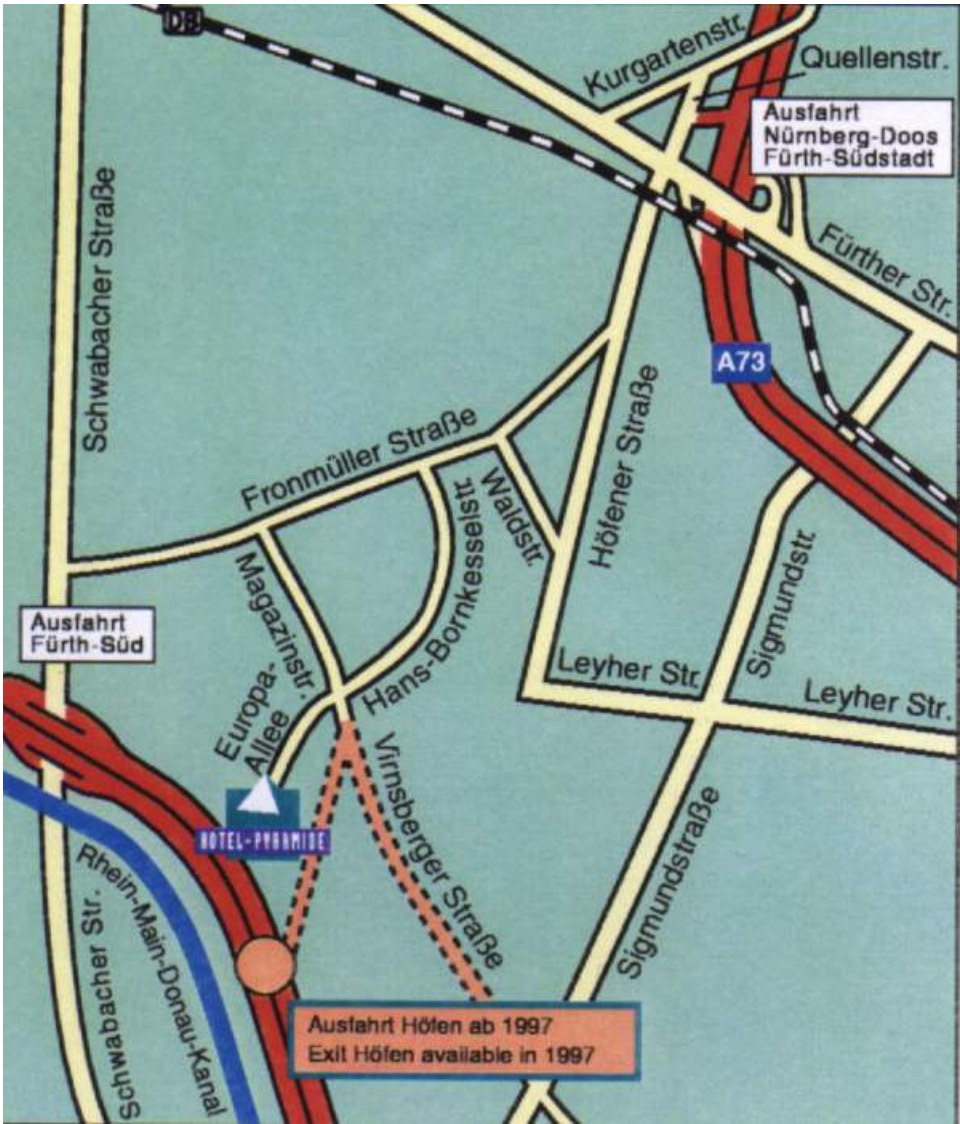 DB
Kurgartenstr.
Quellenstr.
Ausfahrt
Nürnberg-Doos
Fürth-Südstadt
Schwabacher Straße
Fürther Str.
A73
Fronmüller Straße
Höfener Straße
Waldstr.
Hans-Bornkesselstr
Magazinstr.
Sigmundstr.
Ausfahrt
Fürth-Süd
Europa-
Allee
Leyher Str.
Leyher Str.
Virnsberger Straße
HOTEL-PYRAMIDE
Sigmundstraße
Rhein-Main-Donau-Kanal
Schwabacher Str.
Ausfahrt Höfen ab 1997
Exit Höfen available in 1997